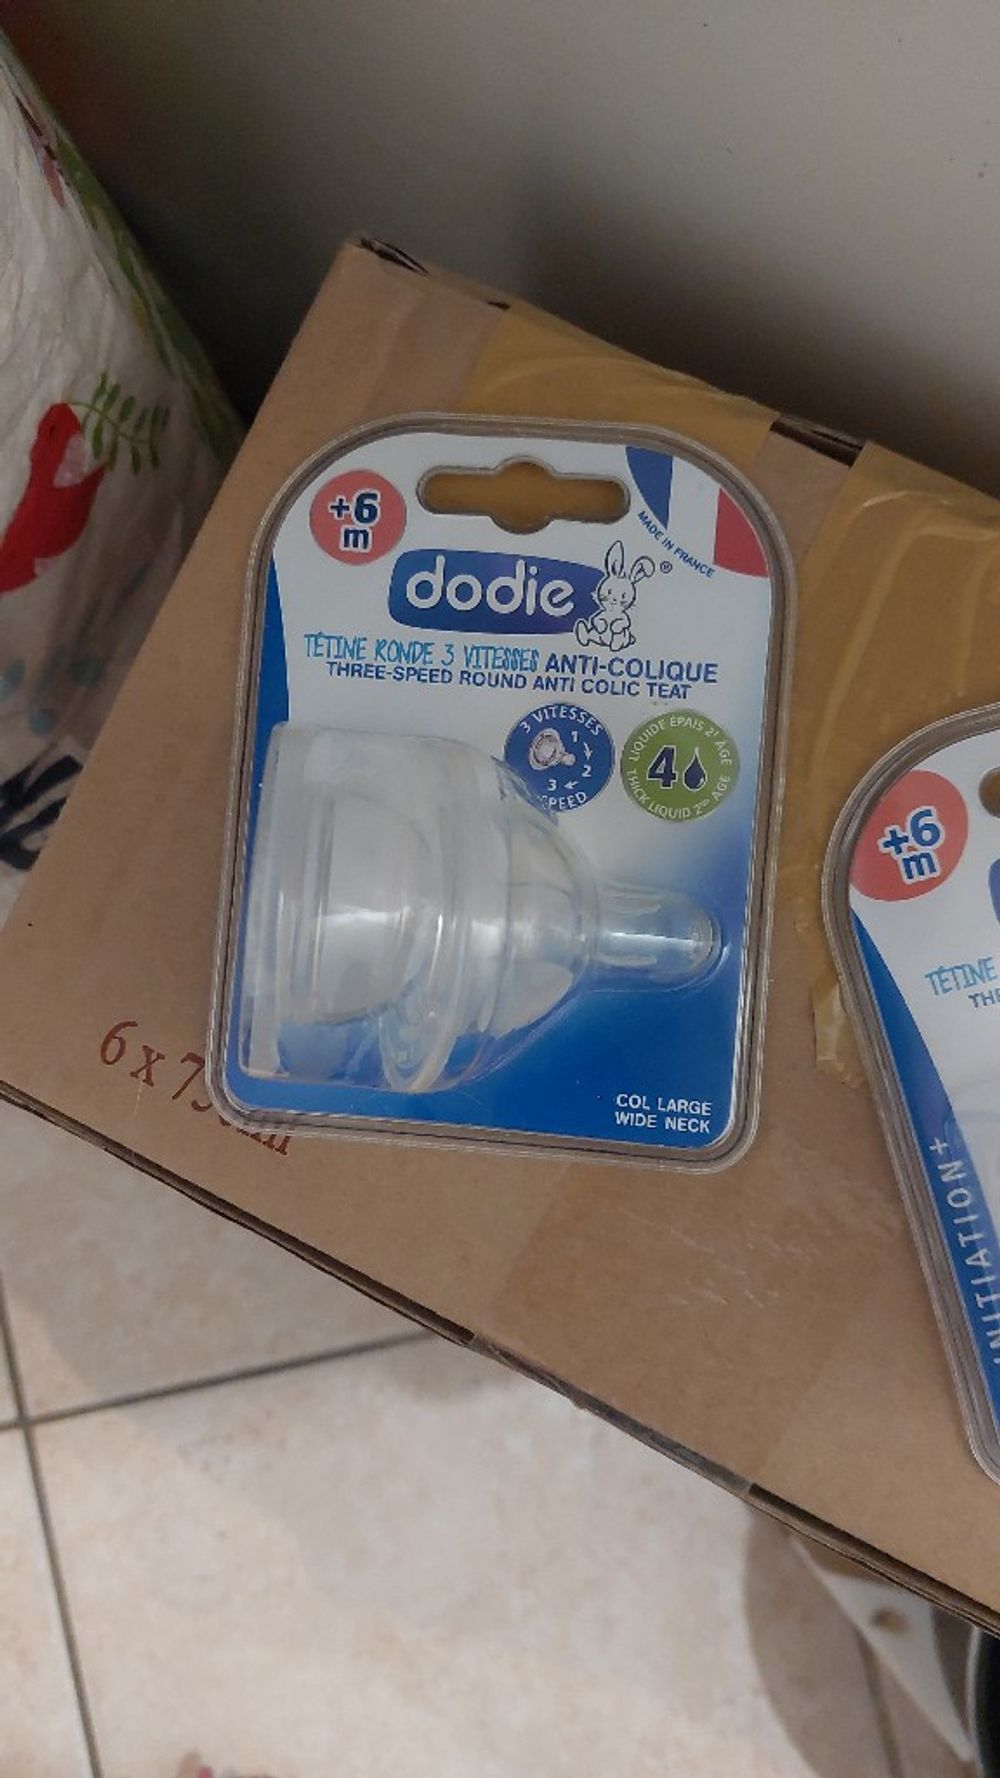 +6
m
dodie®
MADE IN FRANCE
TÉTINE RONDE 3 VITESSES ANTI-COLIQUE
THREE-SPEED ROUND ANTI COLIC TEAT
3 VITESSES
1
2
3
SPEED
LIQUIDE ÉPAIS 2E ÂGE
4
THICK LIQUID 2ND AGE
COL LARGE
WIDE NECK
6 x 75
+6
m
TÉTINE
INITIATION+